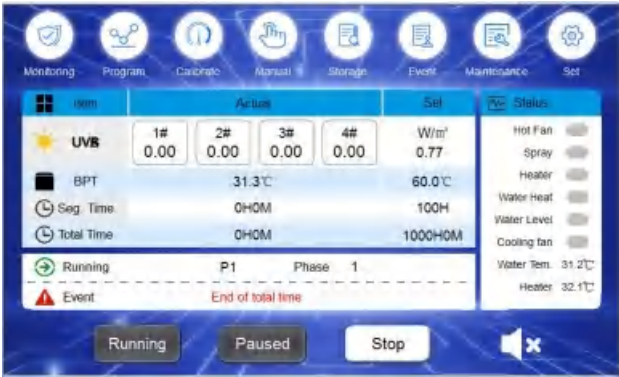 Monitoring Program Calibrate Manual Storage Event Maintenance Set
Item Actual Set
UVB 1# 2# 3# 4# W/m²
0.00 0.00 0.00 0.00 0.77
BPT 31.3℃ 60.0℃
Seg. Time 0H0M 100H
Total Time 0H0M 1000H0M
Running P1 Phase 1
Event End of total time
Status
Hot Fan
Spray
Heater
Water Heat
Water Level
Cooling fan
Water Tem. 31.2℃
Heater 32.1℃
Running Paused Stop